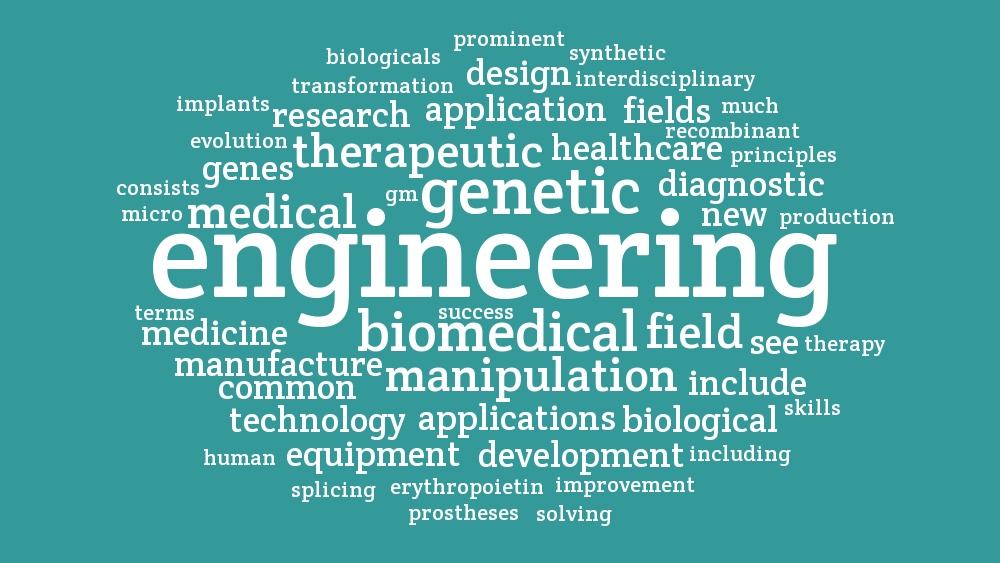 prominent
biologicals synthetic
transformation design interdisciplinary
implants research application fields much
evolution therapeutic healthcare recombinant
genes principles
consists gm genetic diagnostic
micro medical new production
engineering
terms success
medicine biomedical field see therapy
manufacture manipulation include
common
technology applications biological skills
human equipment development including
splicing erythropoietin improvement
prostheses solving